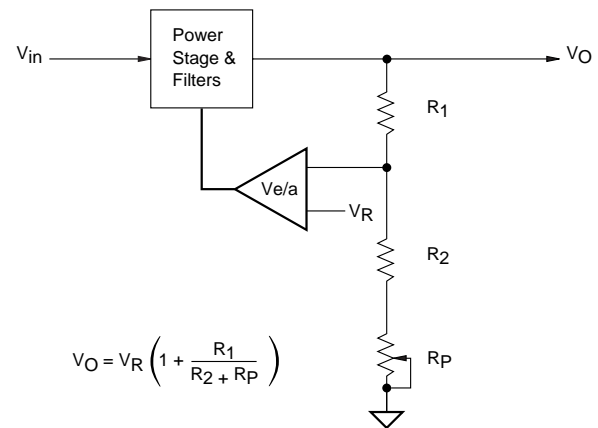 Power
Stage &
Filters
Vin
VO
R1
Ve/a
VR
R2
RP
VO = VR ( 1 + R1 / R2 + RP )